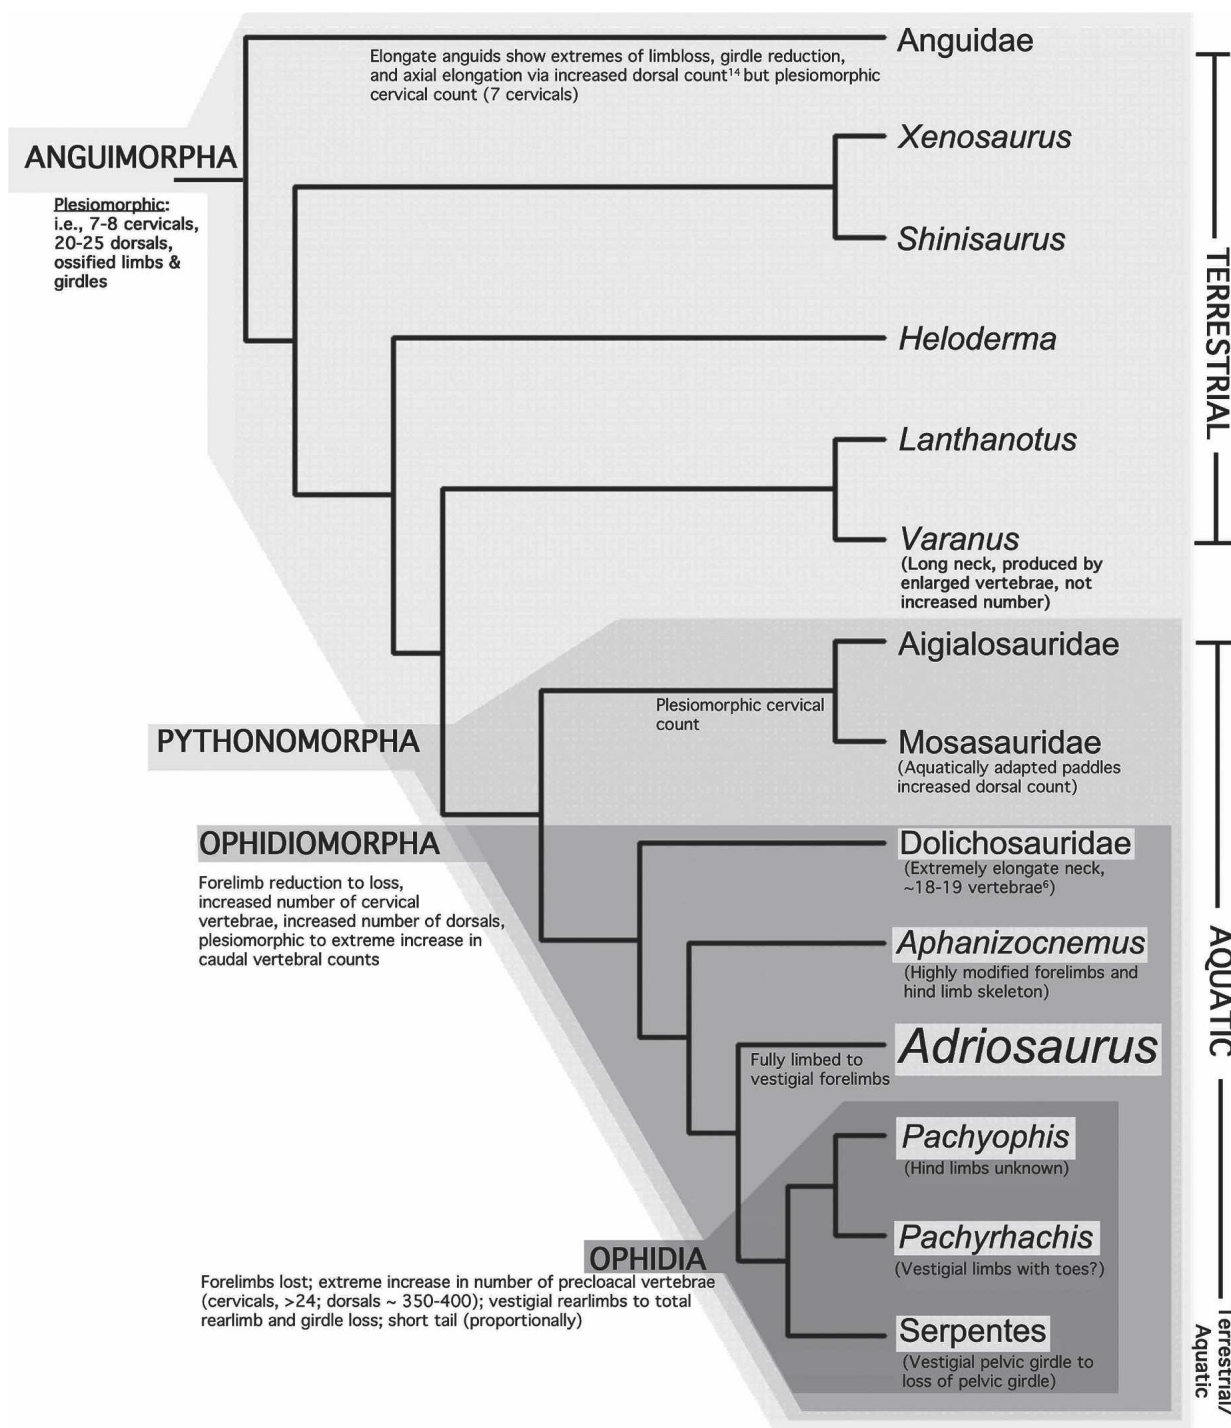 Anguidae
Elongate anguids show extremes of limbloss, girdle reduction,
and axial elongation via increased dorsal count¹⁴ but plesiomorphic
cervical count (7 cervicals)
Xenosaurus
ANGUIMORPHA
Plesiomorphic:
i.e., 7-8 cervicals,
20-25 dorsals,
ossified limbs &
girdles
Shinisaurus
TERRESTRIAL
Heloderma
Lanthanotus
Varanus
(Long neck, produced by
enlarged vertebrae, not
increased number)
Aigialosauridae
Plesiomorphic cervical
count
PYTHONOMORPHA
Mosasauridae
(Aquatically adapted paddles
increased dorsal count)
OPHIDIOMORPHA
Forelimb reduction to loss,
increased number of cervical
vertebrae, increased number of dorsals,
plesiomorphic to extreme increase in
caudal vertebral counts
Dolichosauridae
(Extremely elongate neck,
~18-19 vertebrae⁶)
Aphanizocnemus
(Highly modified forelimbs and
hind limb skeleton)
AQUATIC
Adriosaurus
Fully limbed to
vestigial forelimbs
Pachyophis
(Hind limbs unknown)
Pachyrhachis
(Vestigial limbs with toes?)
OPHIDIA
Forelimbs lost; extreme increase in number of precloacal vertebrae
(cervicals, >24; dorsals ~ 350-400); vestigial rearlimbs to total
rearlimb and girdle loss; short tail (proportionally)
Serpentes
(Vestigial pelvic girdle to
loss of pelvic girdle)
Terrestrial/
Aquatic